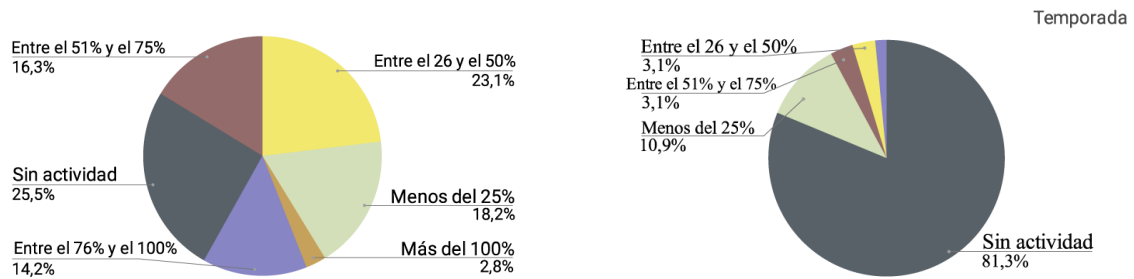 Temporada
Entre el 51% y el 75%
16,3%
Entre el 26 y el 50%
23,1%
Sin actividad
25,5%
Menos del 25%
18,2%
Entre el 76% y el 100%
14,2%
Más del 100%
2,8%
Entre el 26 y el 50%
3,1%
Entre el 51% y el 75%
3,1%
Menos del 25%
10,9%
Sin actividad
81,3%